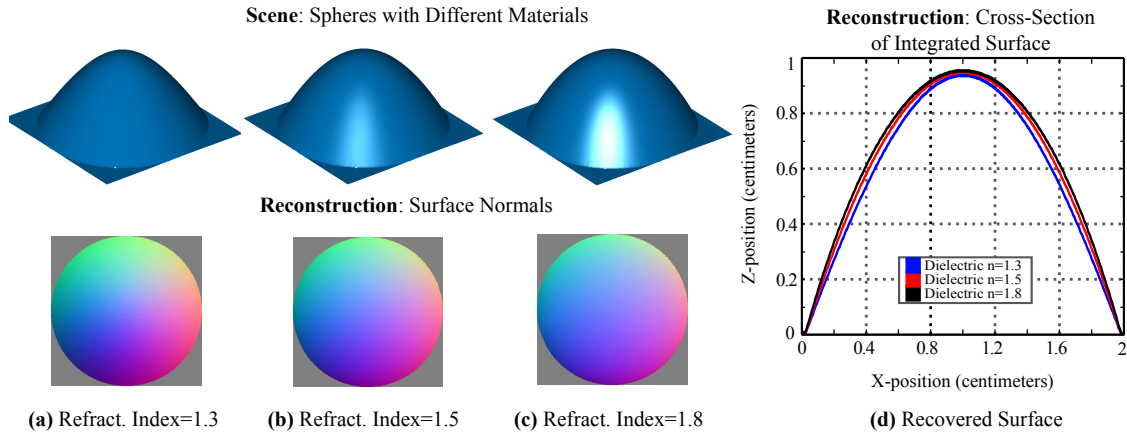 Scene: Spheres with Different Materials
Reconstruction: Surface Normals
(a) Refract. Index=1.3
(b) Refract. Index=1.5
(c) Refract. Index=1.8
Reconstruction: Cross-Section
of Integrated Surface
Z-position (centimeters)
1
0.8
0.6
0.4
0.2
0
Dielectric n=1.3
Dielectric n=1.5
Dielectric n=1.8
0 0.4 0.8 1.2 1.6 2
X-position (centimeters)
(d) Recovered Surface